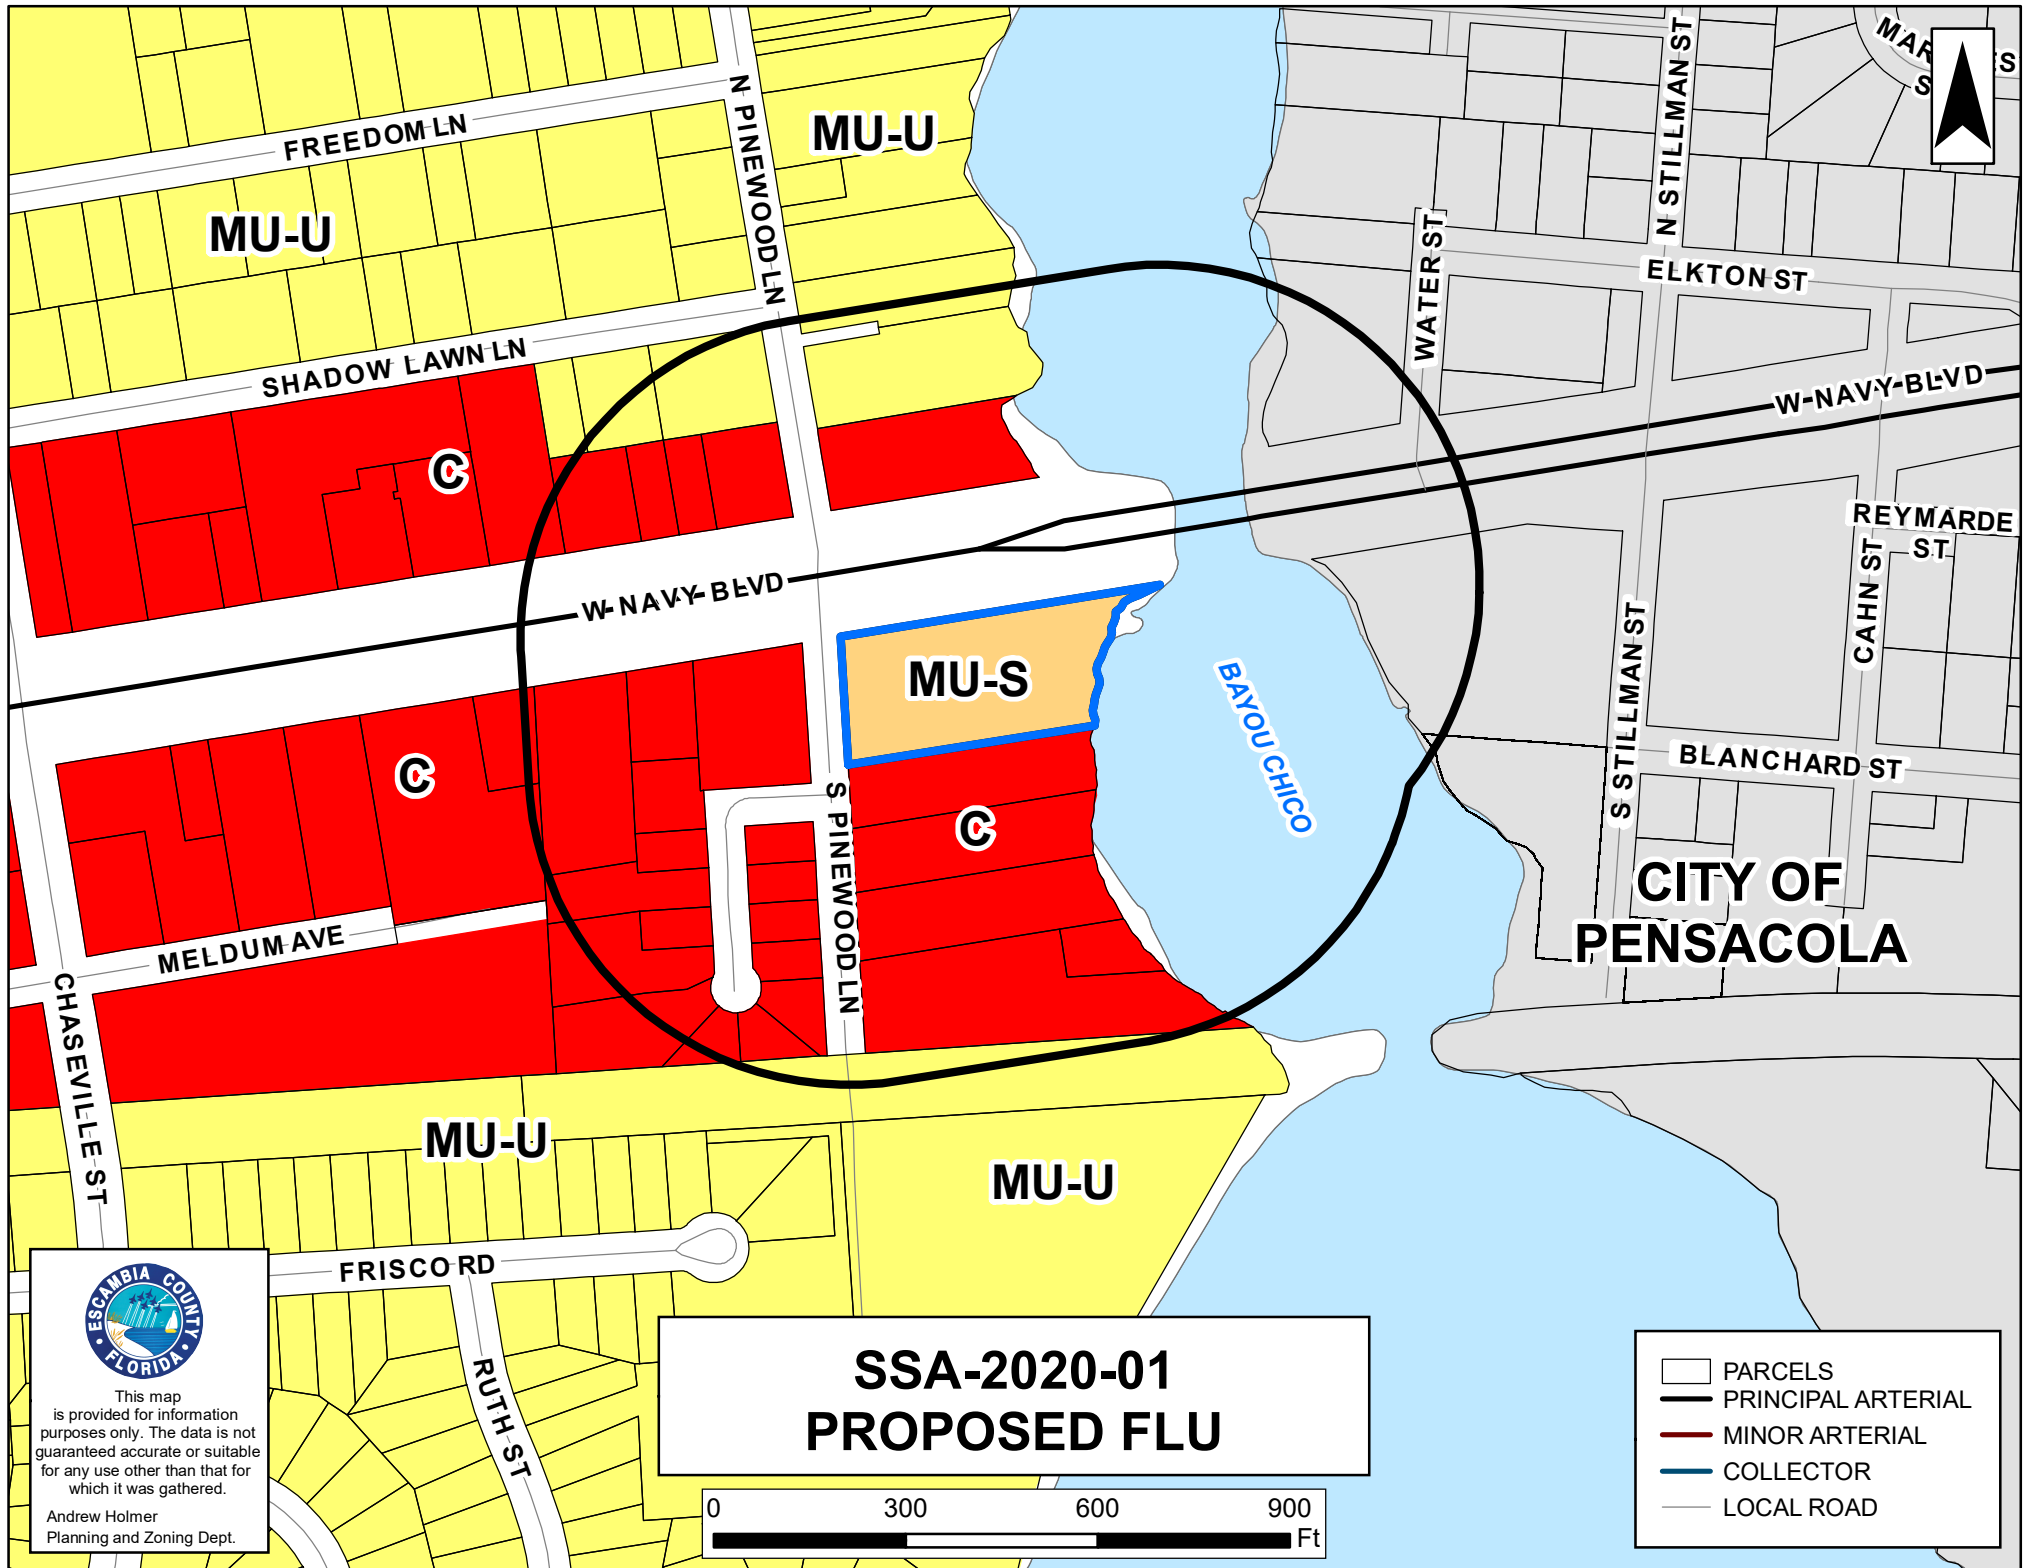 MAR
ES
S
N STILLMAN ST
FREEDOM LN
N PINEWOOD LN
MU-U
MU-U
WATER ST
ELKTON ST
SHADOW LAWN LN
W NAVY BLVD
C
REYMARDE
ST
CAHN ST
W NAVY BLVD
MU-S
BAYOU CHICO
S STILLMAN ST
BLANCHARD ST
C
C
S PINEWOOD LN
CITY OF
PENSACOLA
MELDUM AVE
CHASEVILLE ST
MU-U
MU-U
FRISCO RD
RUTH ST
ESCAMBIA COUNTY
FLORIDA
This map
is provided for information
purposes only. The data is not
guaranteed accurate or suitable
for any use other than that for
which it was gathered.
Andrew Holmer
Planning and Zoning Dept.
SSA-2020-01
PROPOSED FLU
0 300 600 900
Ft
PARCELS
PRINCIPAL ARTERIAL
MINOR ARTERIAL
COLLECTOR
LOCAL ROAD